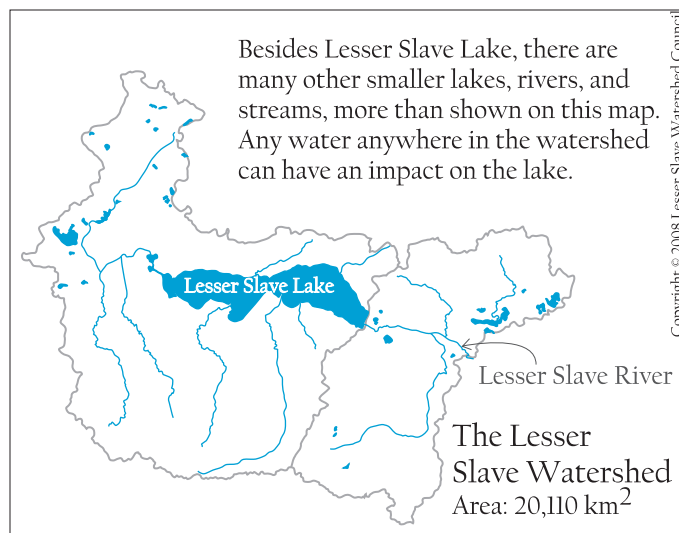 Besides Lesser Slave Lake, there are
many other smaller lakes, rivers, and
streams, more than shown on this map.
Any water anywhere in the watershed
can have an impact on the lake.
Copyright © 2008 Lesser Slave Watershed Council
Lesser Slave Lake
Lesser Slave River
The Lesser
Slave Watershed
Area: 20,110 km²